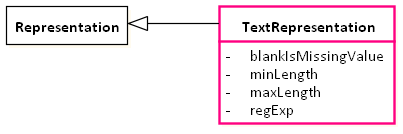 Representation
TextRepresentation
- blankIsMissingValue
- minLength
- maxLength
- regExp